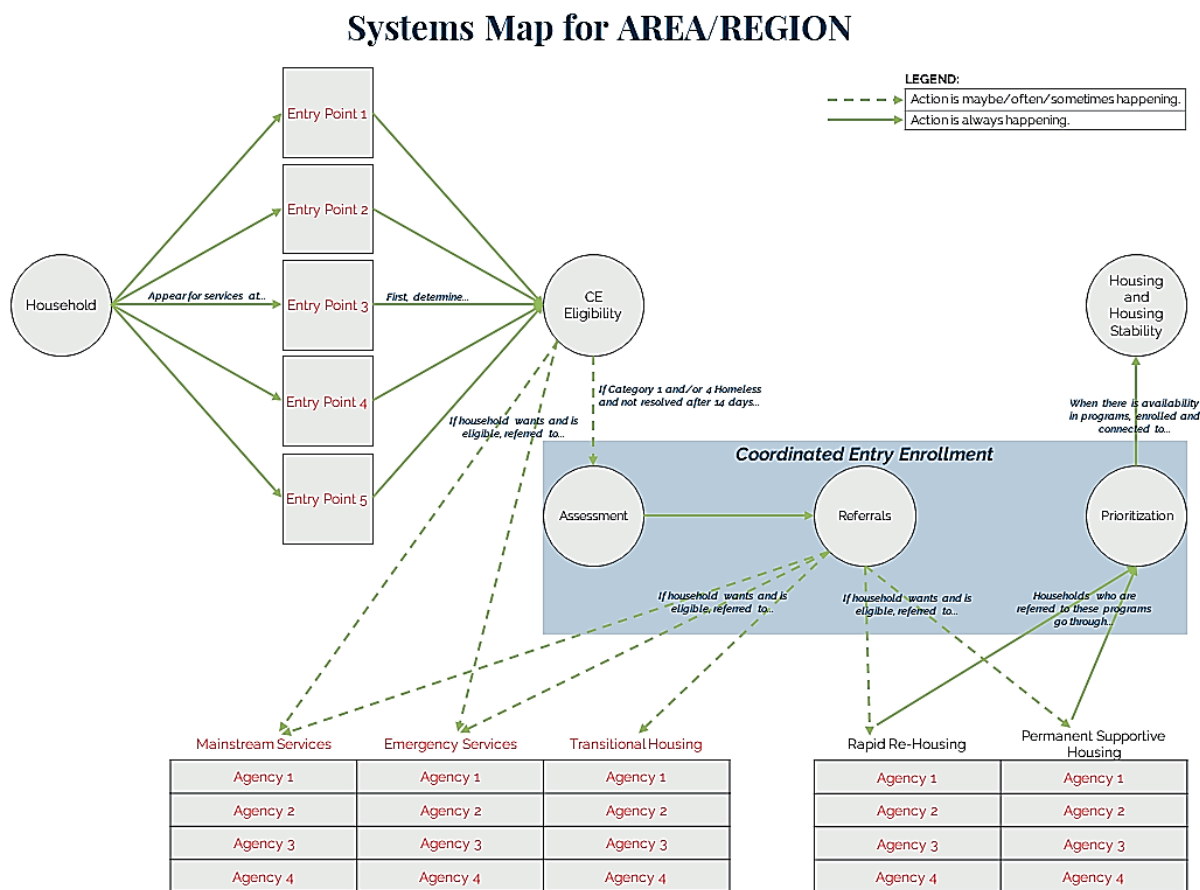 Systems Map for AREA/REGION
LEGEND:
Action is maybe/often/sometimes happening.
Action is always happening.
Entry Point 1
Entry Point 2
Household
Appear for services at...
Entry Point 3
First, determine...
CE
Eligibility
Housing
and
Housing
Stability
Entry Point 4
Entry Point 5
If Category 1 and/or 4 Homeless
and not resolved after 14 days...
If household wants and is
eligible, referred to...
When there is availability
in programs, enrolled and
connected to...
Coordinated Entry Enrollment
Assessment
Referrals
Prioritization
If household wants and is
eligible, referred to...
If household wants and is
eligible, referred to...
Households who are
referred to these programs
go through...
Mainstream Services
Emergency Services
Transitional Housing
Rapid Re-Housing
Permanent Supportive
Housing
Agency 1
Agency 1
Agency 1
Agency 1
Agency 1
Agency 2
Agency 2
Agency 2
Agency 2
Agency 2
Agency 3
Agency 3
Agency 3
Agency 3
Agency 3
Agency 4
Agency 4
Agency 4
Agency 4
Agency 4